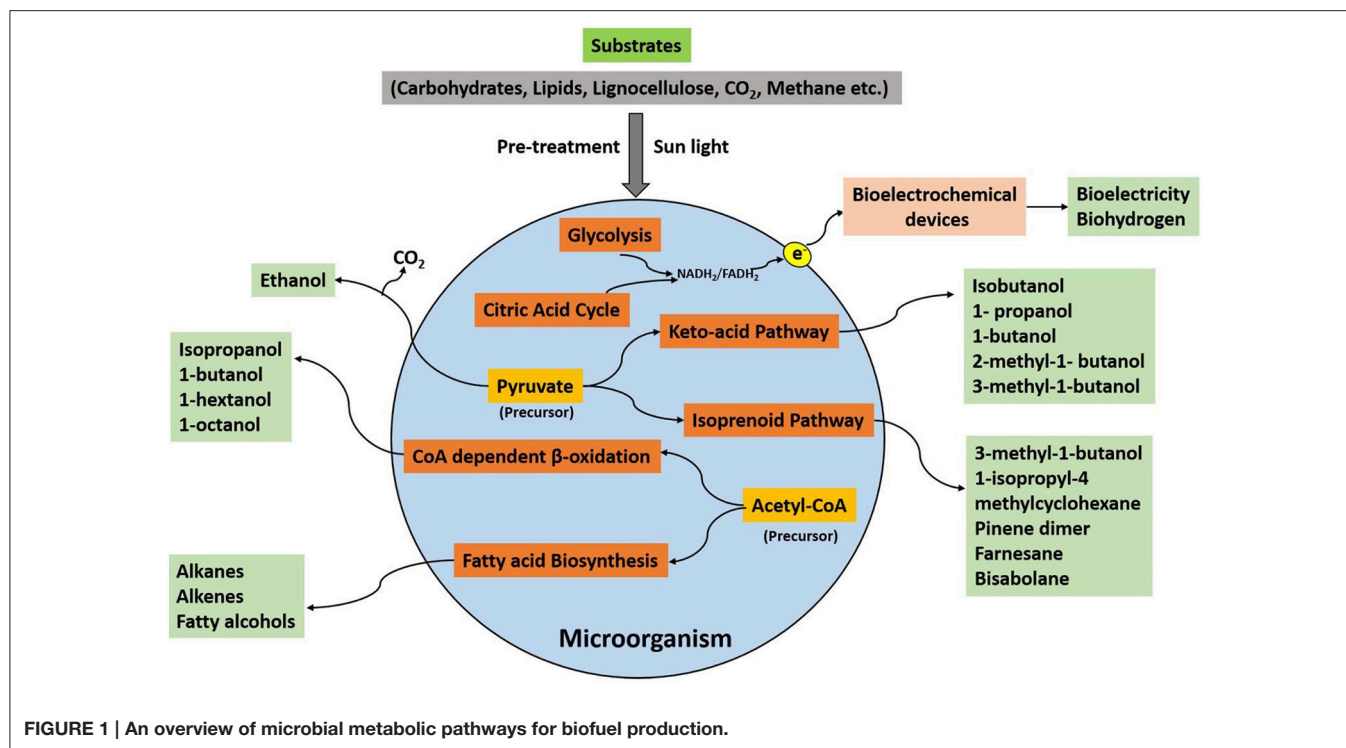 Substrates
(Carbohydrates, Lipids, Lignocellulose, CO₂, Methane etc.)
Pre-treatment
Sun light
Bioelectrochemical
devices
Bioelectricity
Biohydrogen
Glycolysis
e⁻
NADH₂/FADH₂
CO₂
Ethanol
Citric Acid Cycle
Keto-acid Pathway
Isobutanol
1- propanol
1-butanol
2-methyl-1- butanol
3-methyl-1-butanol
Isopropanol
1-butanol
1-hextanol
1-octanol
Pyruvate
(Precursor)
Isoprenoid Pathway
CoA dependent β-oxidation
3-methyl-1-butanol
1-isopropyl-4
methylcyclohexane
Pinene dimer
Farnesane
Bisabolane
Acetyl-CoA
(Precursor)
Fatty acid Biosynthesis
Alkanes
Alkenes
Fatty alcohols
Microorganism
FIGURE 1 | An overview of microbial metabolic pathways for biofuel production.